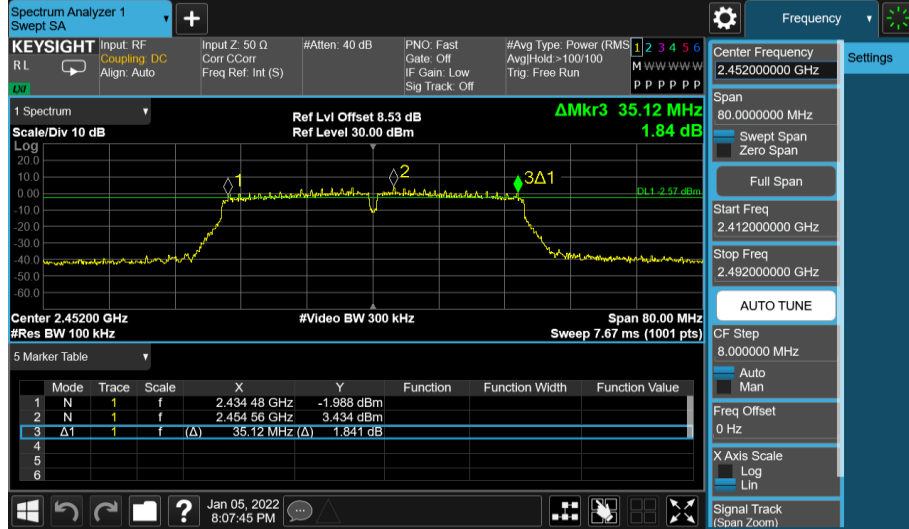 Spectrum Analyzer 1
Swept SA
Frequency
KEYSIGHT
RL
LXI
Input: RF
Coupling: DC
Align: Auto
Input Z: 50 Ω
Corr CCorr
Freq Ref: Int (S)
#Atten: 40 dB
PNO: Fast
Gate: Off
IF Gain: Low
Sig Track: Off
#Avg Type: Power (RMS
Avg|Hold:>100/100
Trig: Free Run
1 2 3 4 5 6
M W W W W W
P P P P P P
1 Spectrum
Scale/Div 10 dB
Ref Lvl Offset 8.53 dB
Ref Level 30.00 dBm
ΔMkr3 35.12 MHz
1.84 dB
Log
20.0
10.0
0.00
-10.0
-20.0
-30.0
-40.0
-50.0
-60.0
1
2
3Δ1
DL1 -2.57 dBm
Center 2.45200 GHz
#Res BW 100 kHz
#Video BW 300 kHz
Span 80.00 MHz
Sweep 7.67 ms (1001 pts)
5 Marker Table
Mode Trace Scale X Y Function Function Width Function Value
1 N 1 f 2.434 48 GHz -1.988 dBm
2 N 1 f 2.454 56 GHz 3.434 dBm
3 Δ1 1 f (Δ) 35.12 MHz (Δ) 1.841 dB
4
5
6
?
Jan 05, 2022
8:07:45 PM
Center Frequency
2.452000000 GHz
Settings
Span
80.0000000 MHz
Swept Span
Zero Span
Full Span
Start Freq
2.412000000 GHz
Stop Freq
2.492000000 GHz
AUTO TUNE
CF Step
8.000000 MHz
Auto
Man
Freq Offset
0 Hz
X Axis Scale
Log
Lin
Signal Track
(Span Zoom)